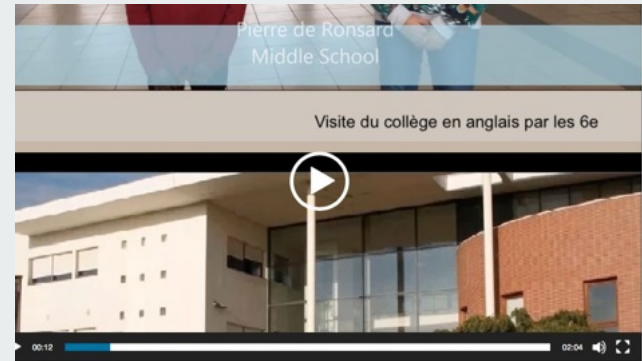 Pierre de Ronsard
Middle School
Visite du collège en anglais par les 6e
00:12
02:04